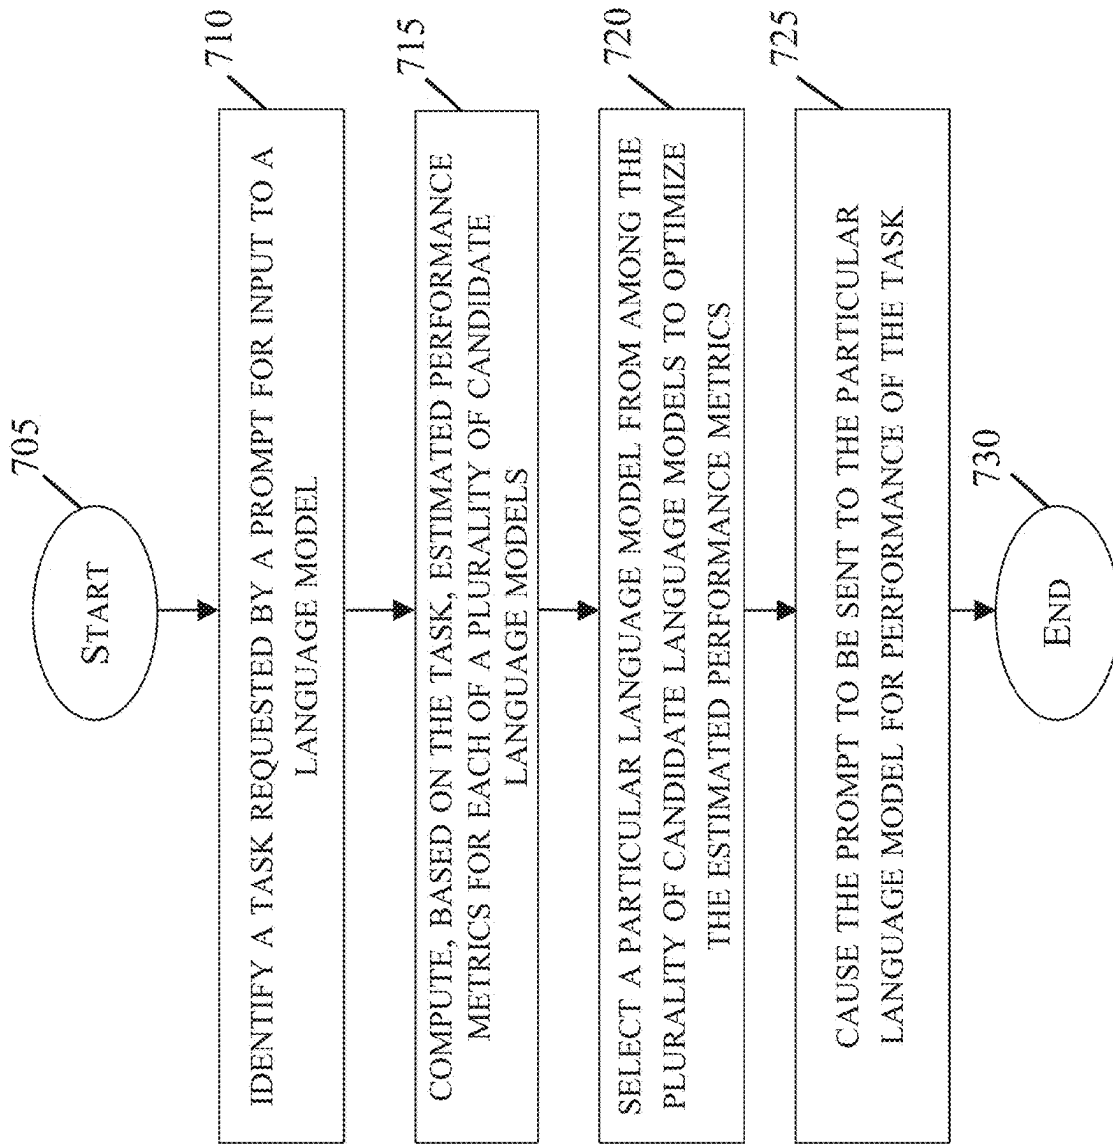 705
START
710
IDENTIFY A TASK REQUESTED BY A PROMPT FOR INPUT TO A
LANGUAGE MODEL
715
COMPUTE, BASED ON THE TASK, ESTIMATED PERFORMANCE
METRICS FOR EACH OF A PLURALITY OF CANDIDATE
LANGUAGE MODELS
720
SELECT A PARTICULAR LANGUAGE MODEL FROM AMONG THE
PLURALITY OF CANDIDATE LANGUAGE MODELS TO OPTIMIZE
THE ESTIMATED PERFORMANCE METRICS
725
CAUSE THE PROMPT TO BE SENT TO THE PARTICULAR
LANGUAGE MODEL FOR PERFORMANCE OF THE TASK
730
END